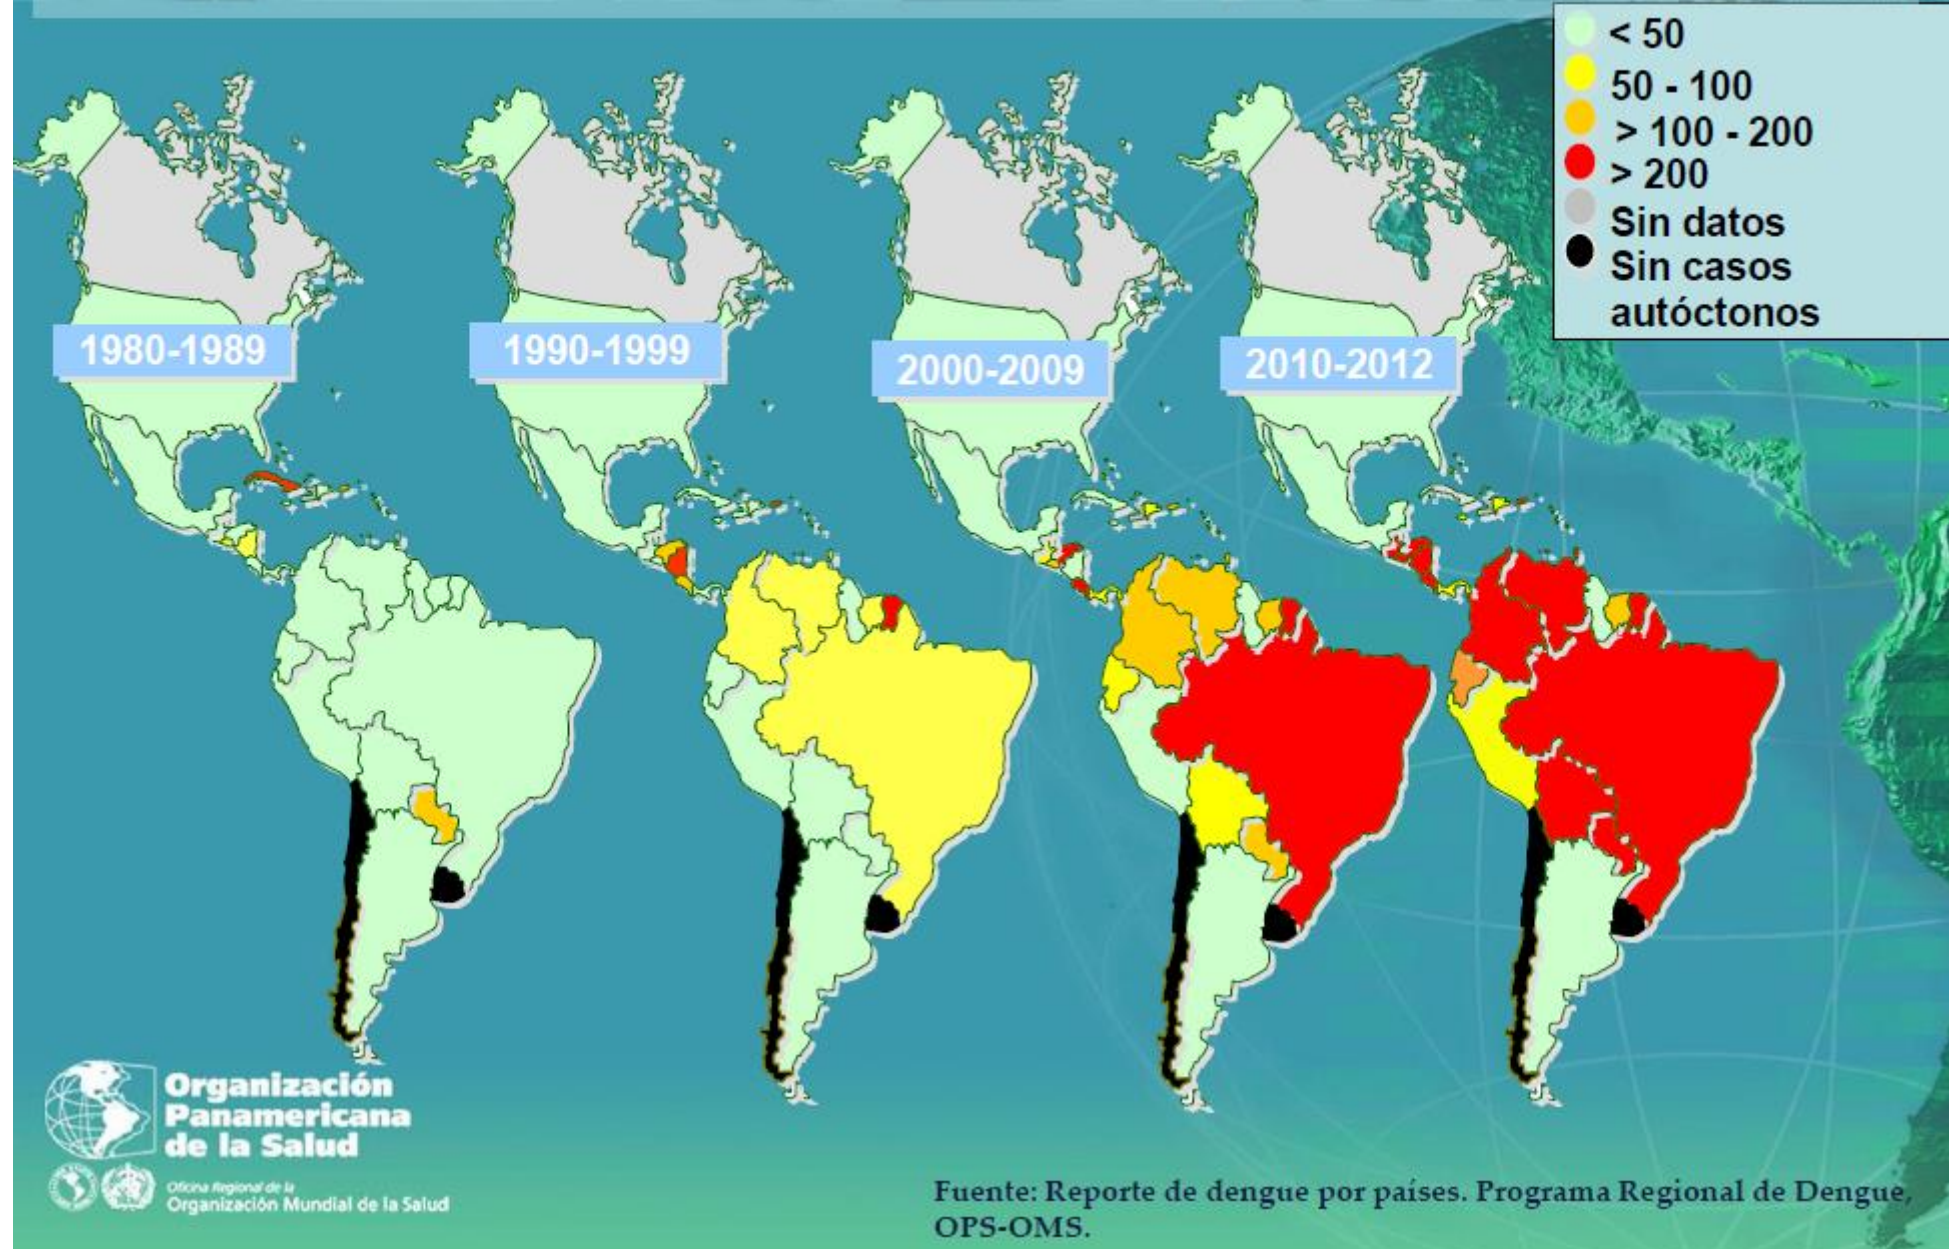 < 50
50 - 100
> 100 - 200
> 200
Sin datos
Sin casos
autóctonos
1980-1989
1990-1999
2000-2009
2010-2012
Organización
Panamericana
de la Salud
Oficina Regional de la
Organización Mundial de la Salud
Fuente: Reporte de dengue por países. Programa Regional de Dengue,
OPS-OMS.